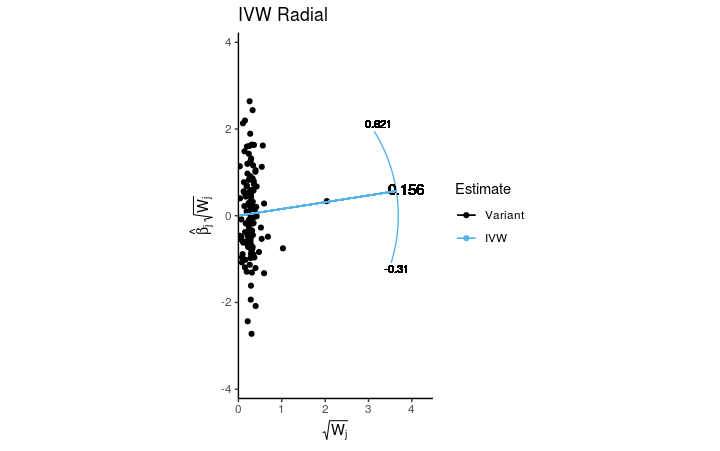 IVW Radial
4
2
0
-2
-4
β̂ⱼ√Wⱼ
0.621
0.156
-0.31
0 1 2 3 4
√Wⱼ
Estimate
Variant
IVW